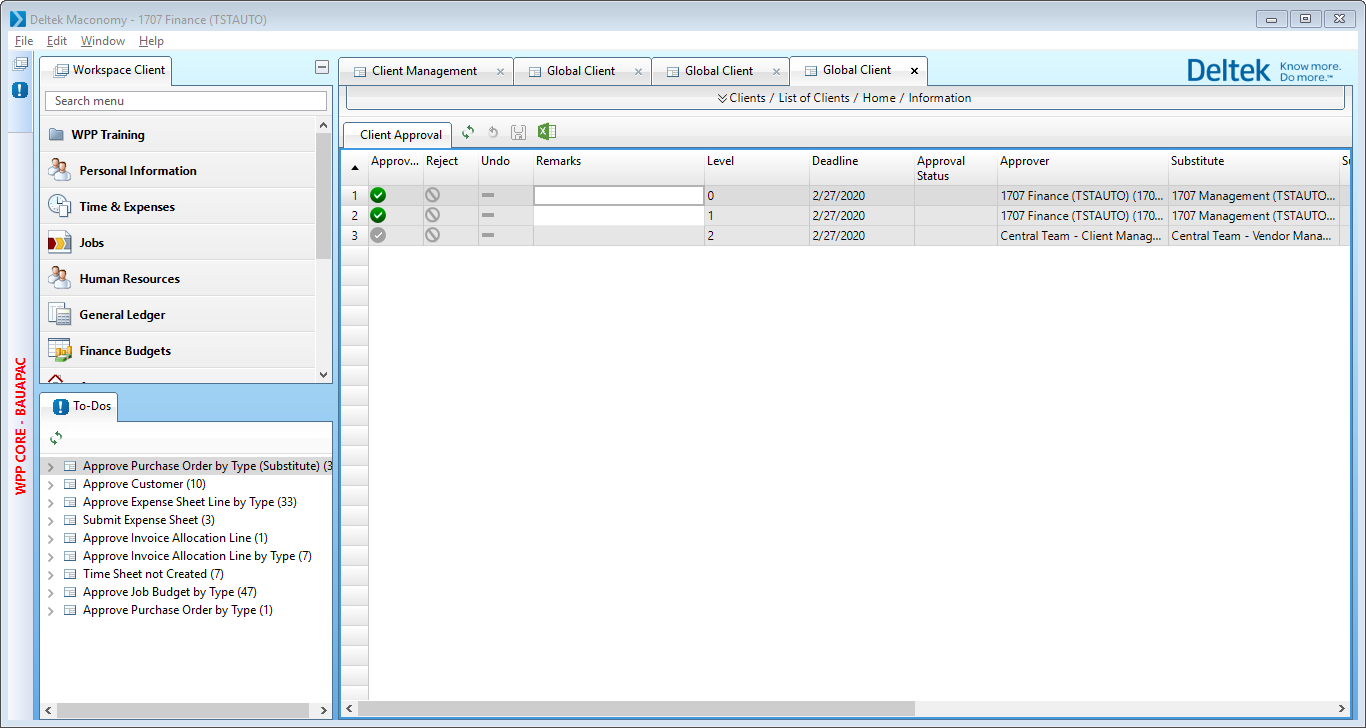 Deltek Maconomy - 1707 Finance (TSTAUTO)
File Edit Window Help
Workspace Client
Search menu
WPP Training
Personal Information
Time & Expenses
Jobs
Human Resources
General Ledger
Finance Budgets
WPP CORE - BAUAPAC
To-Dos
Approve Purchase Order by Type (Substitute) (3
Approve Customer (10)
Approve Expense Sheet Line by Type (33)
Submit Expense Sheet (3)
Approve Invoice Allocation Line (1)
Approve Invoice Allocation Line by Type (7)
Time Sheet not Created (7)
Approve Job Budget by Type (47)
Approve Purchase Order by Type (1)
Client Management Global Client Global Client Global Client
Deltek Know more.
Do more.™
Clients / List of Clients / Home / Information
Client Approval
Approv... Reject Undo Remarks Level Deadline Approval Approver Substitute
Status
1 0 2/27/2020 1707 Finance (TSTAUTO) (170... 1707 Management (TSTAUTO...
2 1 2/27/2020 1707 Finance (TSTAUTO) (170... 1707 Management (TSTAUTO...
3 2 2/27/2020 Central Team - Client Manag... Central Team - Vendor Mana...